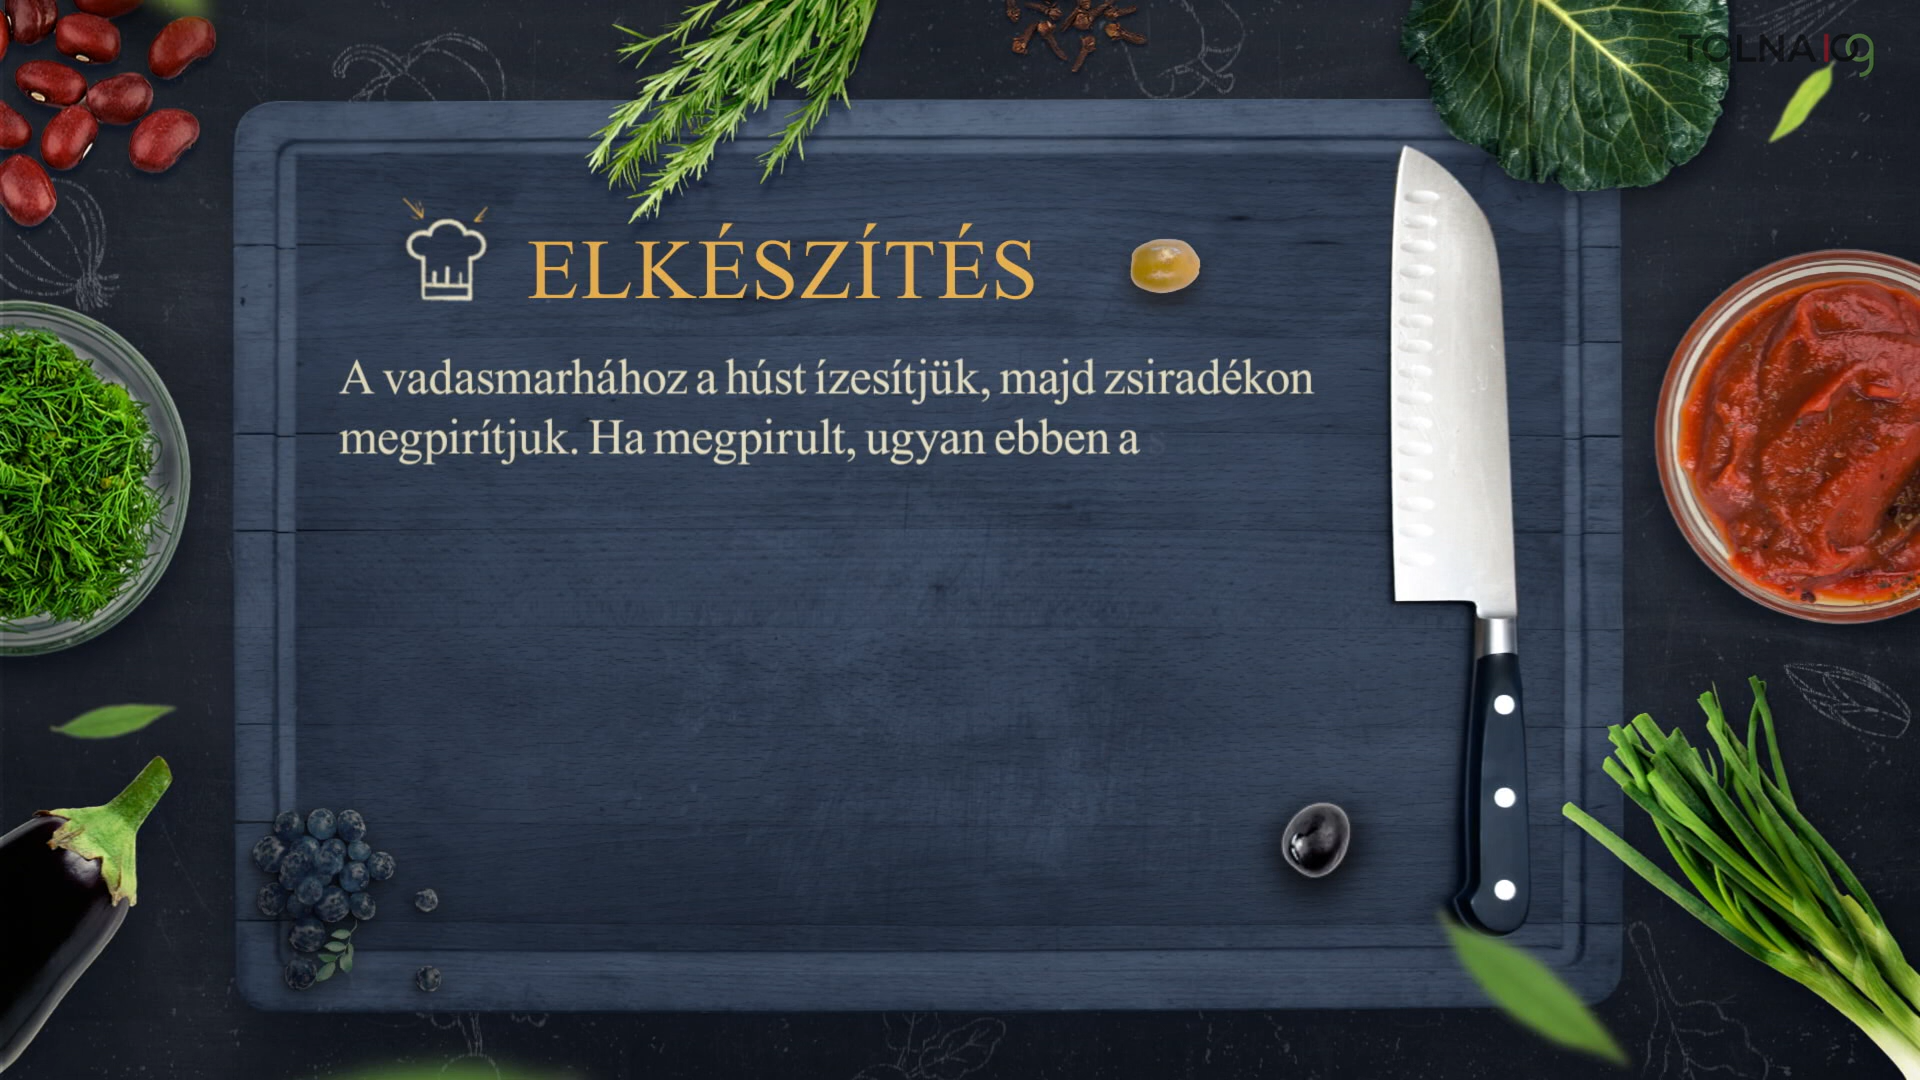 TOLNA
ELKÉSZÍTÉS
A vadasmarhához a húst ízesítjük, majd zsiradékon
megpirítjuk. Ha megpirult, ugyan ebben a s